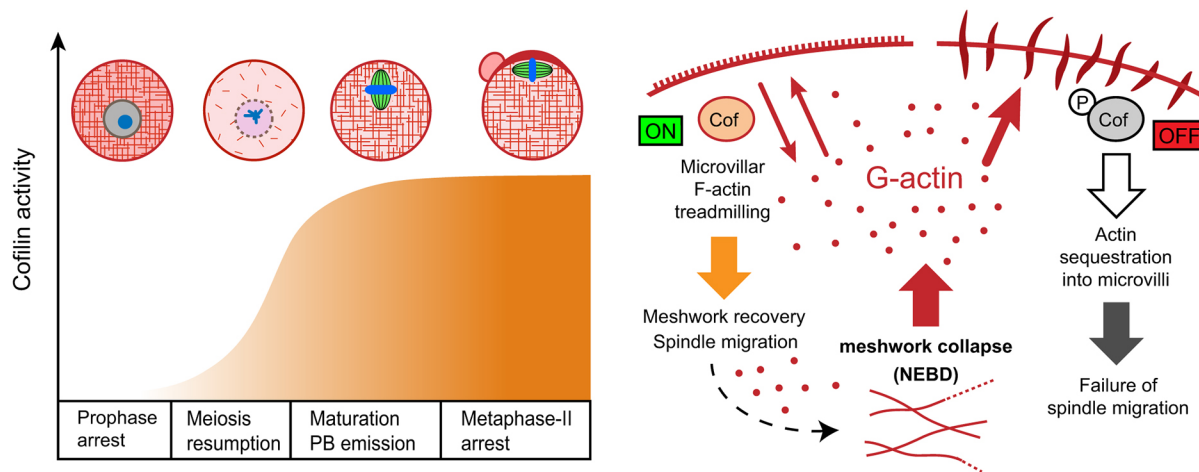 Cofilin activity
Prophase
arrest
Meiosis
resumption
Maturation
PB emission
Metaphase-II
arrest
ON
Cof
Microvillar
F-actin
treadmilling
Meshwork recovery
Spindle migration
G-actin
meshwork collapse
(NEBD)
P
Cof
OFF
Actin
sequestration
into microvilli
Failure of
spindle migration